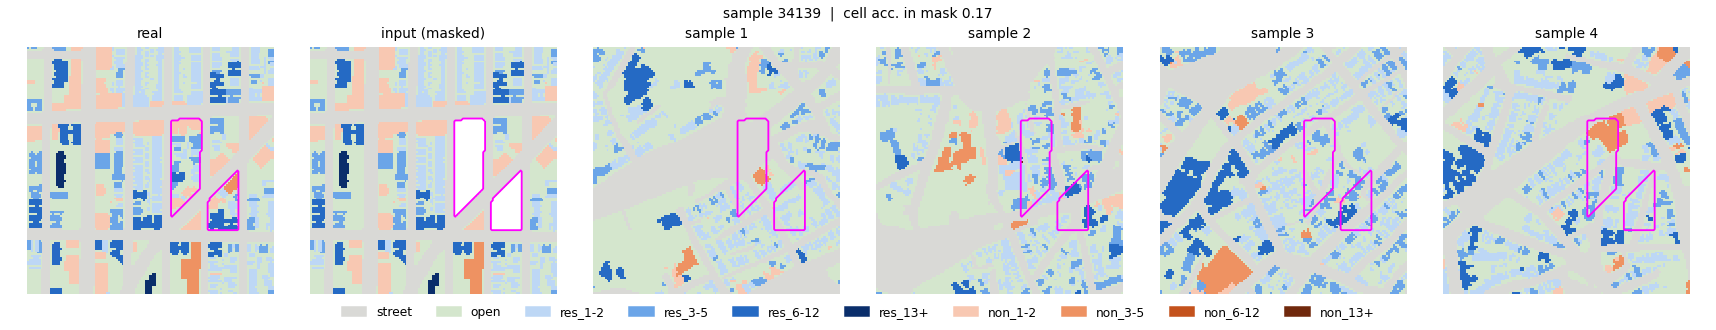 sample 34139 | cell acc. in mask 0.17
real
input (masked)
sample 1
sample 2
sample 3
sample 4
street
open
res_1-2
res_3-5
res_6-12
res_13+
non_1-2
non_3-5
non_6-12
non_13+